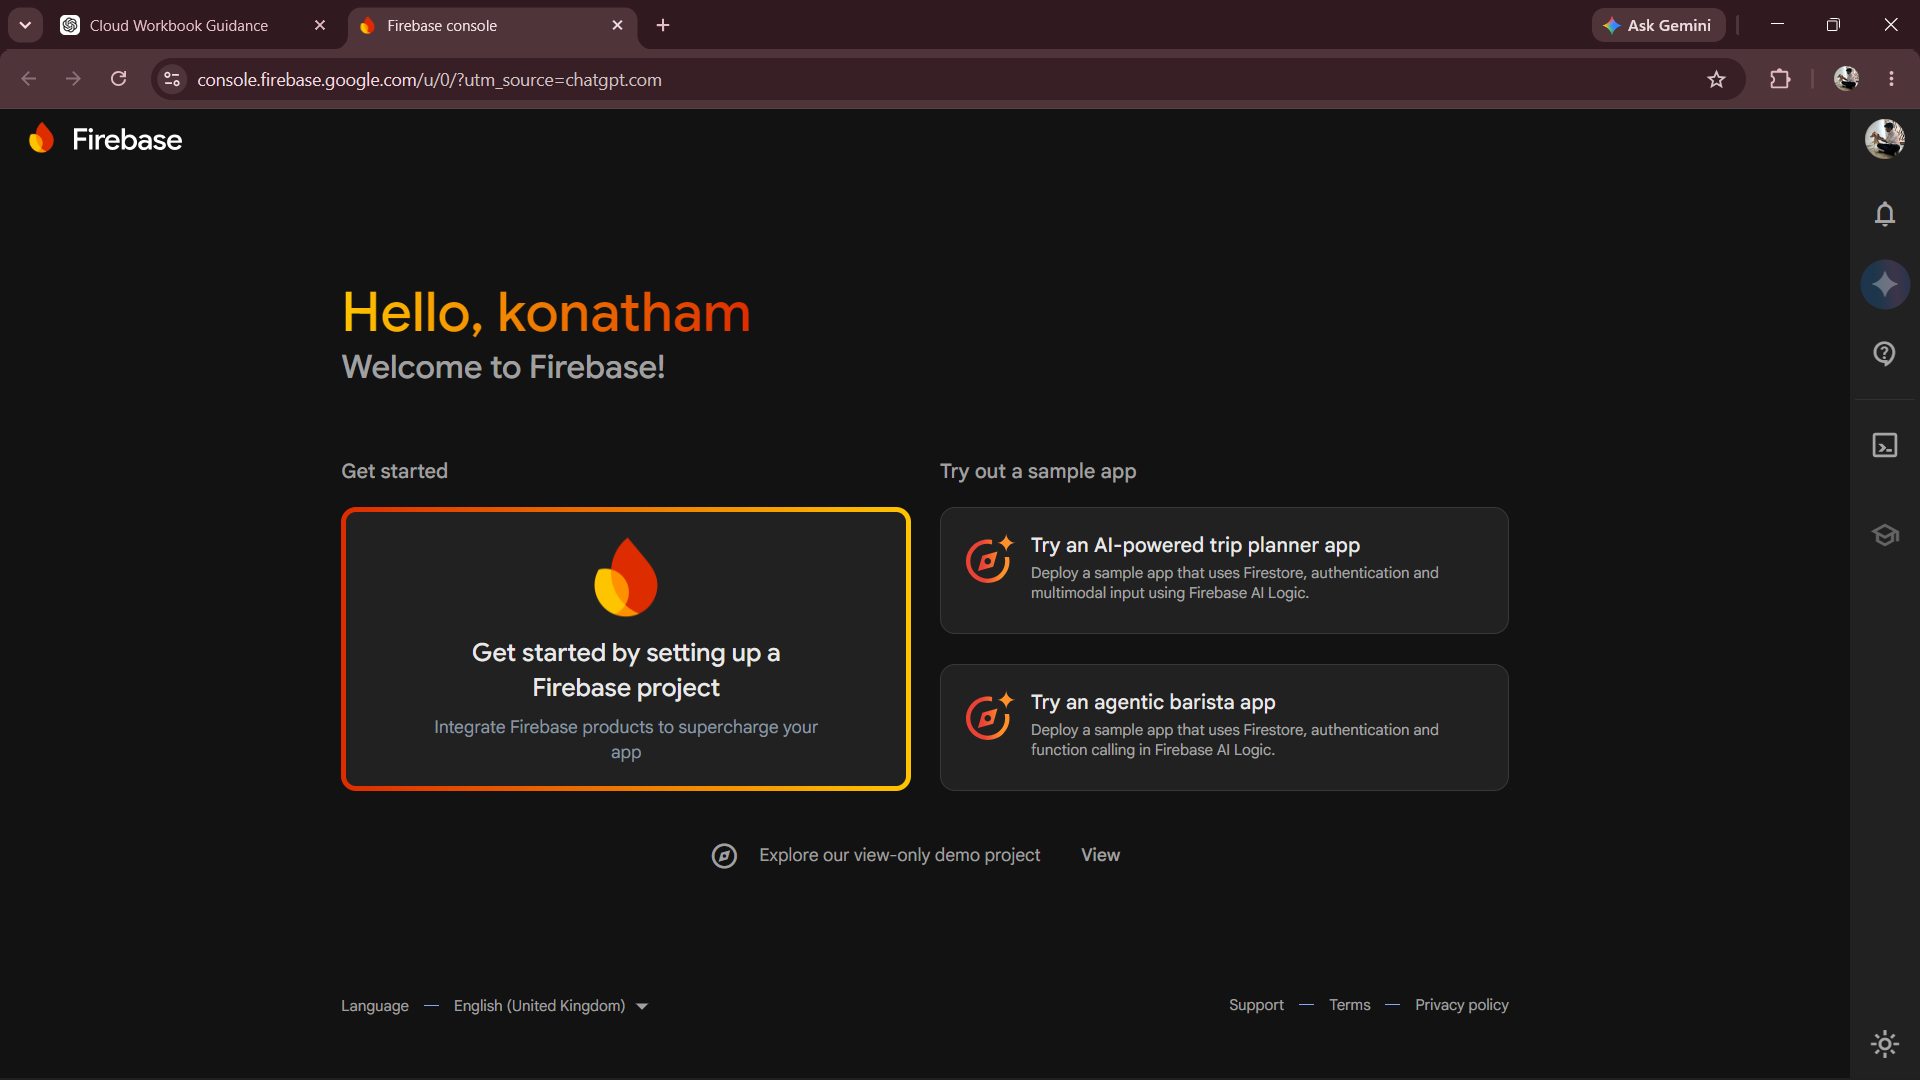 Cloud Workbook Guidance
Firebase console
Ask Gemini
console.firebase.google.com/u/0/?utm_source=chatgpt.com
Firebase
Hello, konatham
Welcome to Firebase!
Get started
Get started by setting up a
Firebase project
Integrate Firebase products to supercharge your
app
Try out a sample app
Try an AI-powered trip planner app
Deploy a sample app that uses Firestore, authentication and
multimodal input using Firebase AI Logic.
Try an agentic barista app
Deploy a sample app that uses Firestore, authentication and
function calling in Firebase AI Logic.
Explore our view-only demo project View
Language — English (United Kingdom)
Support — Terms — Privacy policy